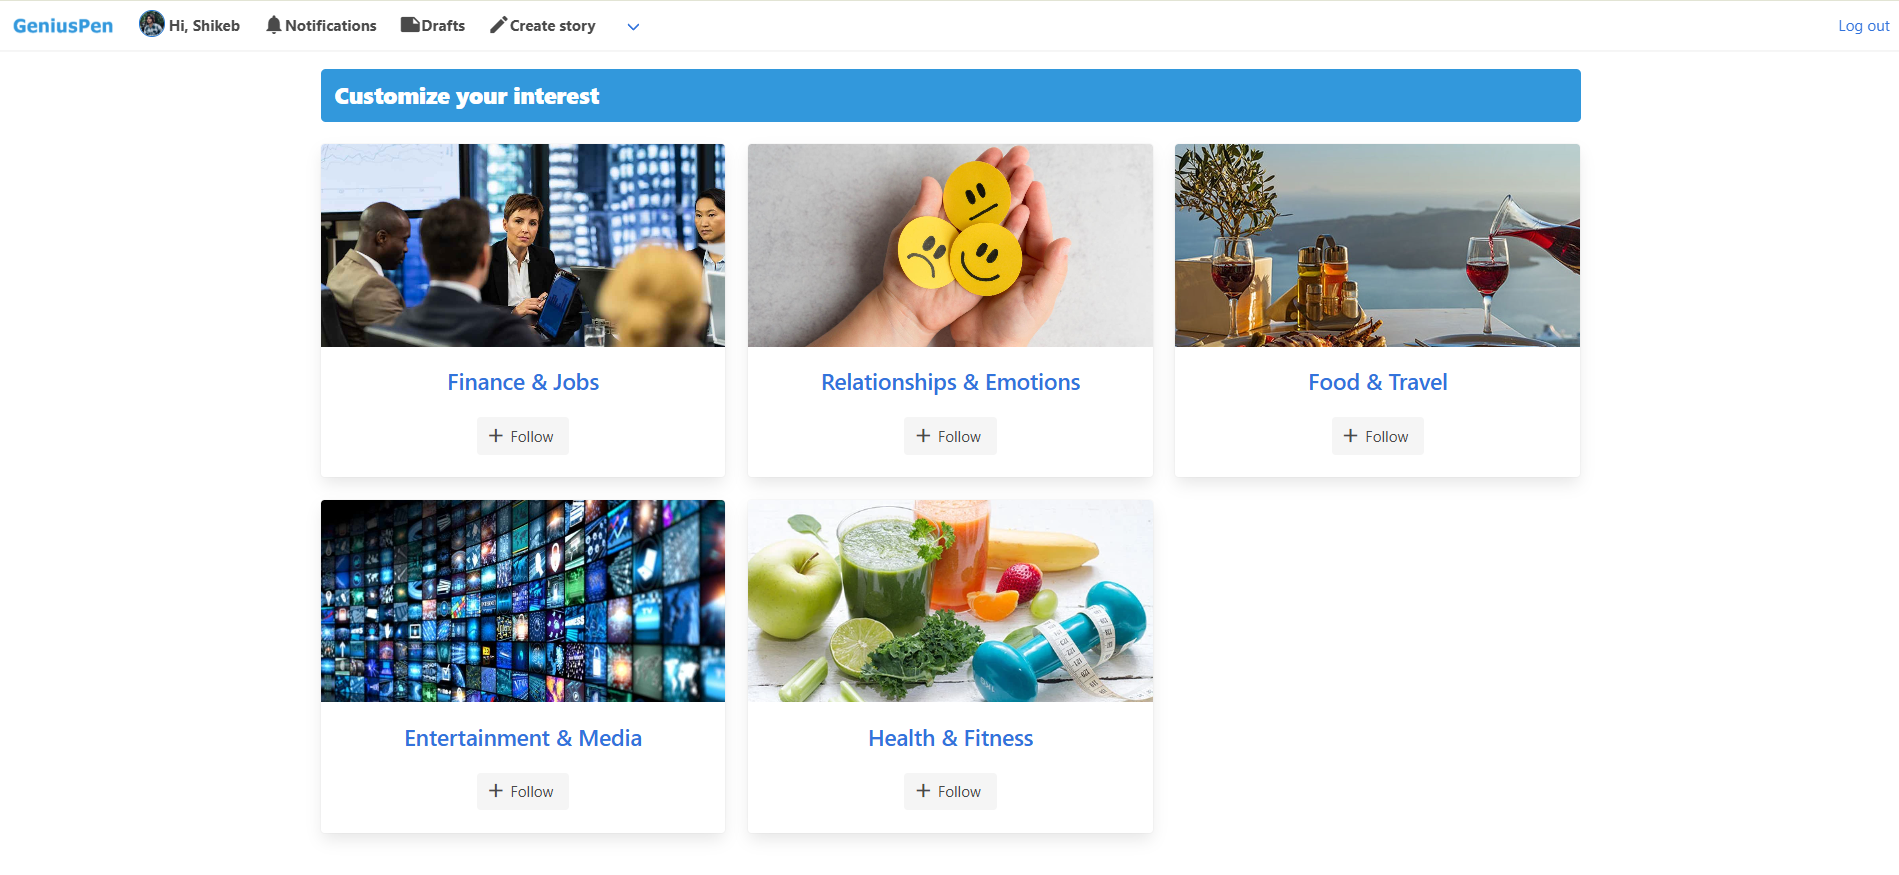 GeniusPen Hi, Shikeb Notifications Drafts Create story Log out
Customize your interest
Finance & Jobs
Relationships & Emotions
Food & Travel
+ Follow
+ Follow
+ Follow
Entertainment & Media
Health & Fitness
+ Follow
+ Follow